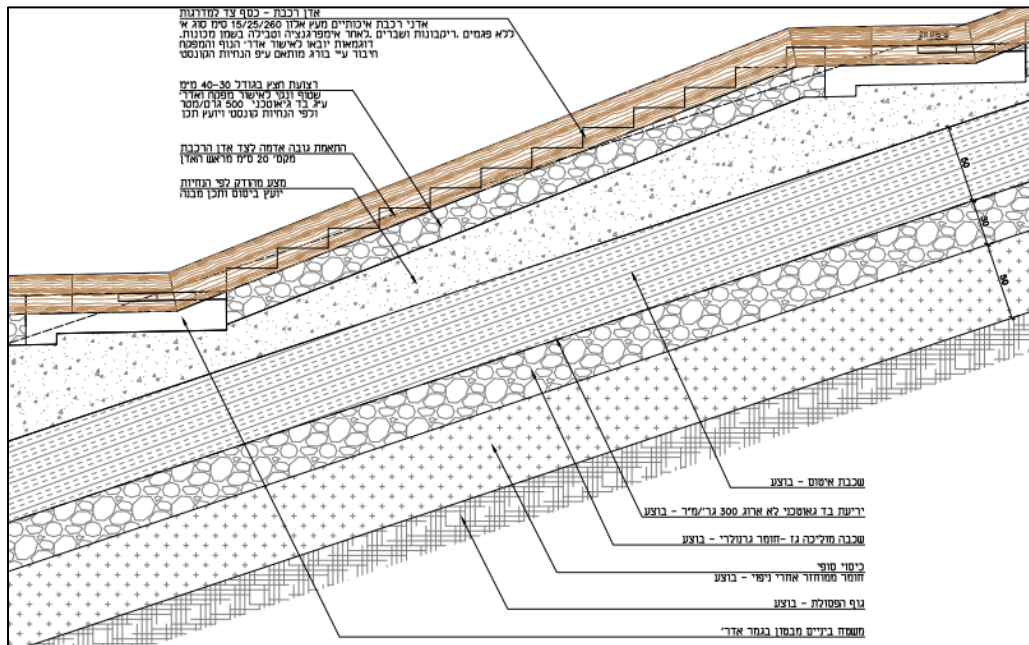 אדן רכבת - כסף צד למדרגות
אדני רכבת איכותיים מעץ אלון 15/25/260 ס״מ סוג א׳
ללא פגמים ,ריקבונות ושברים .לאחר אימפרגנציה וטבילה בשמן מכונות.
דוגמאות יובאו לאישור אדר׳ הנוף והמפקח
חיבור ע״י בורג מותאם ע״פ הנחיות הקונסט׳
רצועת חצץ בגודל 40-30 מ״מ
שטוף ונקי לאישור מפקח ואדר׳
ע״ג בד גיאוטכני 500 גרם/מטר
ולפי הנחיות קונסט׳ ויועץ תכן
התאמת גובה אדמה לצד אדן הרכבת
מקס׳ 20 ס״מ מראש האדן
מצע מהודק לפי הנחיות
יועץ ביסוס ותכן מבנה
60
30
50
שכבת איטום - בוצע
יריעת בד גאוטכני לא ארוג 300 גר׳/מ״ר - בוצע
שכבה מוליכה גז -חומר גרנולרי - בוצע
כיסוי סופי
חומר ממוחזר אחרי ניפוי - בוצע
גוף הפסולת - בוצע
משטח ביניים מבטון בגמר אדר׳